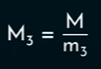 M₃ = M/m₃